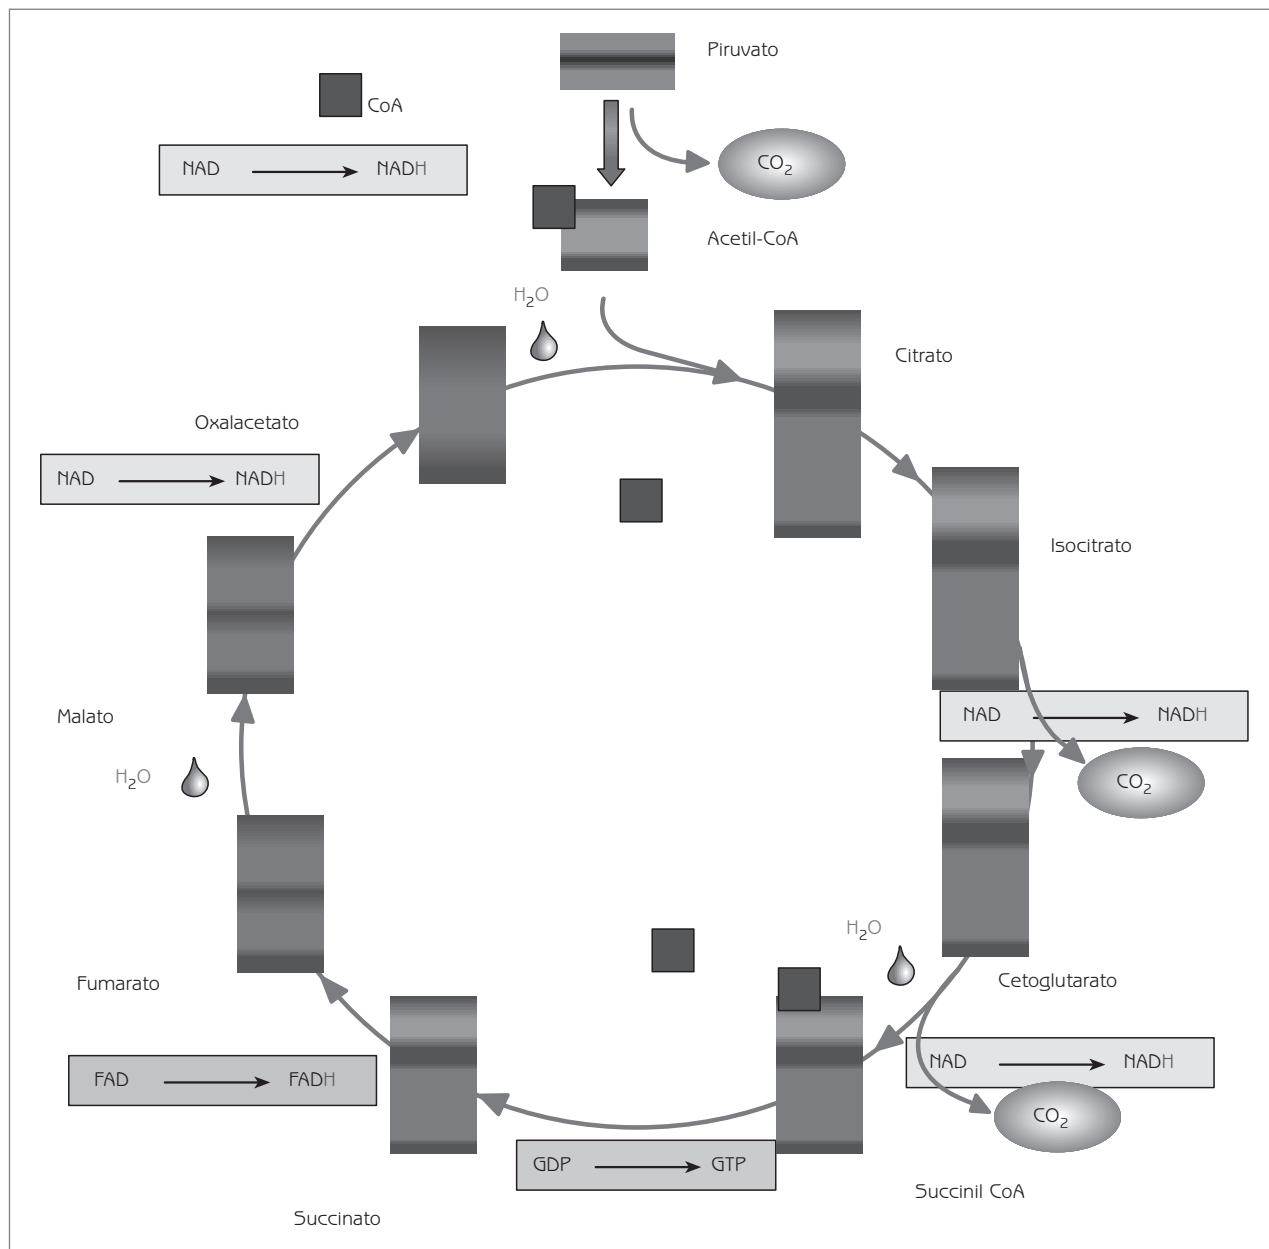 Piruvato
CoA
NAD → NADH
CO₂
Acetil-CoA
H₂O
Citrato
Oxalacetato
NAD → NADH
Isocitrato
Malato
NAD → NADH
H₂O
CO₂
H₂O
Fumarato
Cetoglutarato
FAD → FADH
NAD → NADH
CO₂
GDP → GTP
Succinil CoA
Succinato